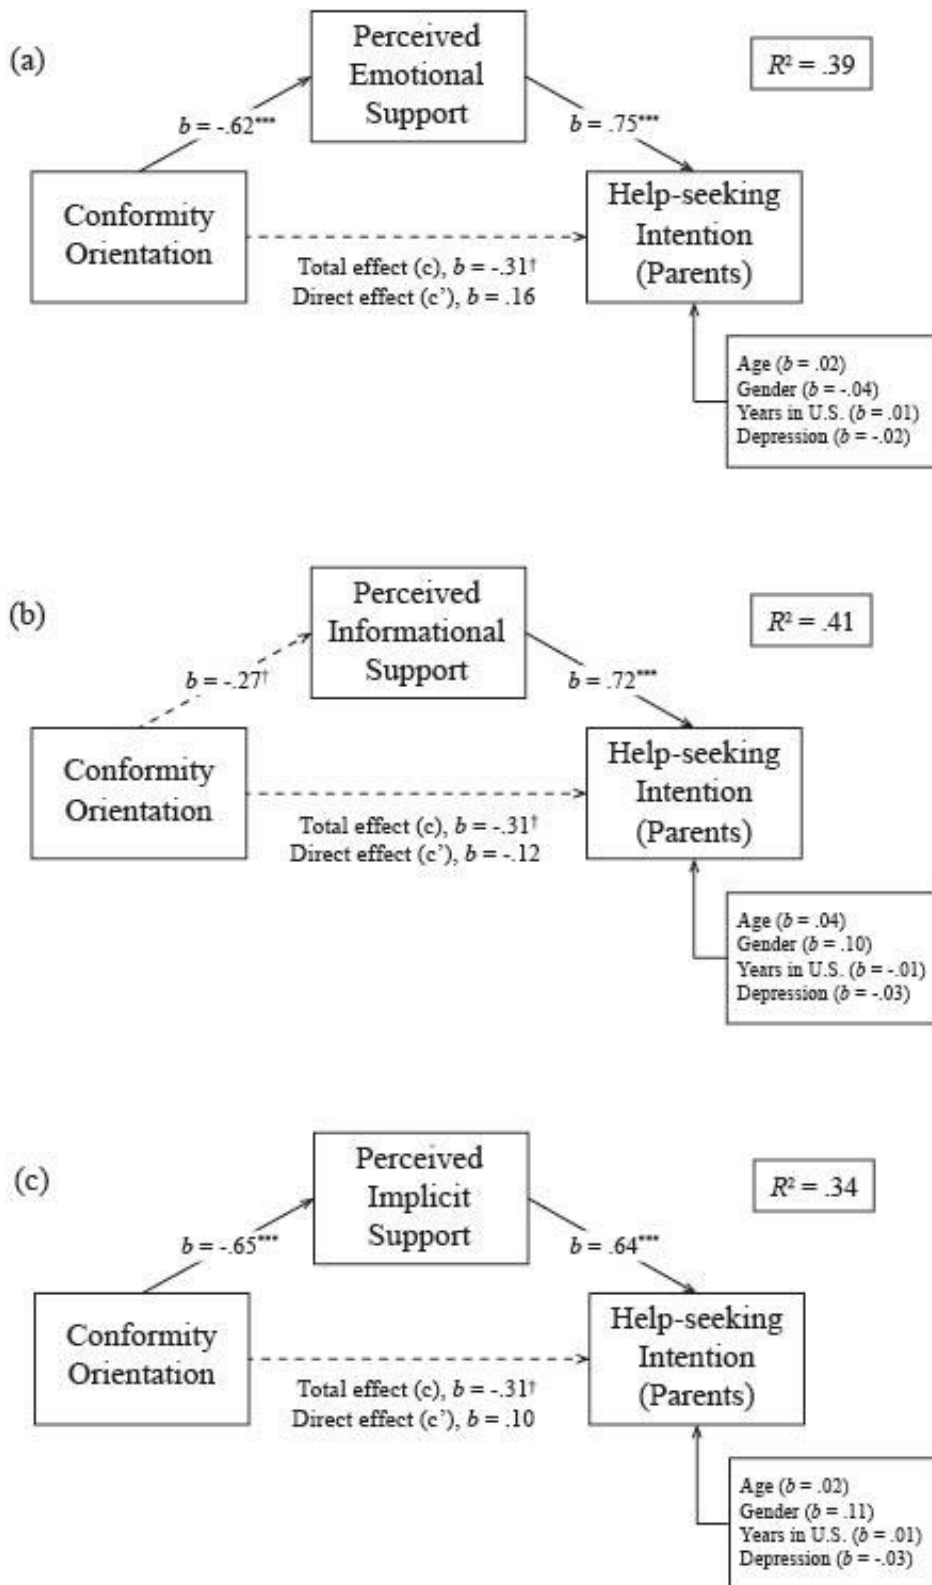 (a)
Perceived
Emotional
Support
R² = .39
b = -.62***
b = .75***
Conformity
Orientation
Help-seeking
Intention
(Parents)
Total effect (c), b = -.31†
Direct effect (c’), b = .16
Age (b = .02)
Gender (b = -.04)
Years in U.S. (b = .01)
Depression (b = -.02)
(b)
Perceived
Informational
Support
R² = .41
b = -.27†
b = .72***
Conformity
Orientation
Help-seeking
Intention
(Parents)
Total effect (c), b = -.31†
Direct effect (c’), b = -.12
Age (b = .04)
Gender (b = .10)
Years in U.S. (b = -.01)
Depression (b = -.03)
(c)
Perceived
Implicit
Support
R² = .34
b = -.65***
b = .64***
Conformity
Orientation
Help-seeking
Intention
(Parents)
Total effect (c), b = -.31†
Direct effect (c’), b = .10
Age (b = .02)
Gender (b = .11)
Years in U.S. (b = .01)
Depression (b = -.03)